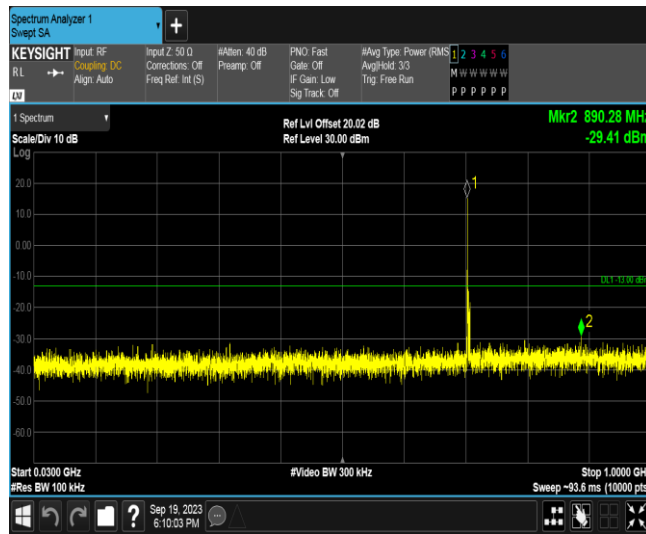 Spectrum Analyzer 1
Swept SA
+
KEYSIGHT
RL
LXI
Input: RF
Coupling: DC
Align: Auto
Input Z: 50 Ω
Corrections: Off
Freq Ref: Int (S)
#Atten: 40 dB
Preamp: Off
PNO: Fast
Gate: Off
IF Gain: Low
Sig Track: Off
#Avg Type: Power (RMS
Avg|Hold: 3/3
Trig: Free Run
1 2 3 4 5 6
M W W W W W
P P P P P P
1 Spectrum
Scale/Div 10 dB
Log
Ref Lvl Offset 20.02 dB
Ref Level 30.00 dBm
Mkr2 890.28 MHz
-29.41 dBm
20.0
10.0
0.00
-10.0
-20.0
-30.0
-40.0
-50.0
-60.0
1
DL1 -13.00 dBm
2
Start 0.0300 GHz
#Res BW 100 kHz
#Video BW 300 kHz
Stop 1.0000 GHz
Sweep ~93.6 ms (10000 pts)
?
Sep 19, 2023
6:10:03 PM